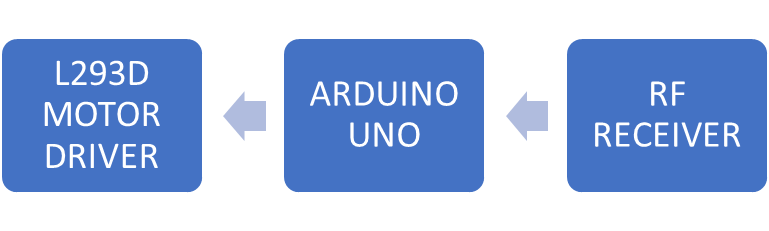 L293D
MOTOR
DRIVER
ARDUINO
UNO
RF
RECEIVER